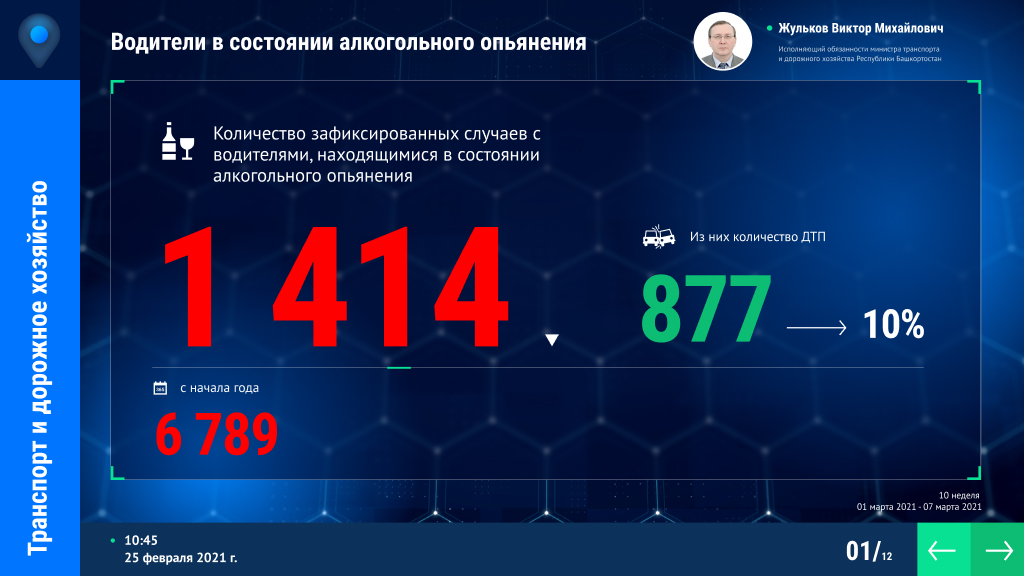 Водители в состоянии алкогольного опьянения
Жульков Виктор Михайлович
Исполняющий обязанности министра транспорта
и дорожного хозяйства Республики Башкортостан
Транспорт и дорожное хозяйство
Количество зафиксированных случаев с
водителями, находящимися в состоянии
алкогольного опьянения
1 414
Из них количество ДТП
877
10%
365
с начала года
6 789
10 неделя
01 марта 2021 - 07 марта 2021
10:45
25 февраля 2021 г.
01/12